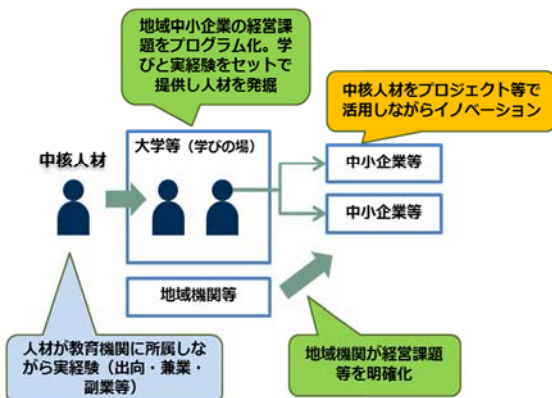 地域中小企業の経営課
題をプログラム化。学
びと実経験をセットで
提供し人材を発掘
中核人材をプロジェクト等で
活用しながらイノベーション
大学等（学びの場）
中核人材
中小企業等
中小企業等
地域機関等
人材が教育機関に所属しな
がら実経験（出向・兼業・
副業等）
地域機関が経営課題
等を明確化